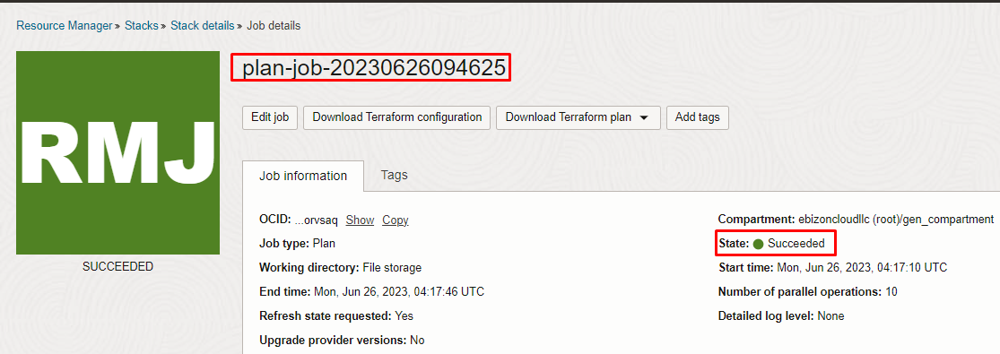 Resource Manager » Stacks » Stack details » Job details
plan-job-20230626094625
RMJ
SUCCEEDED
Edit job
Download Terraform configuration
Download Terraform plan
Add tags
Job information
Tags
OCID: ...orvsaq Show Copy
Job type: Plan
Working directory: File storage
End time: Mon, Jun 26, 2023, 04:17:46 UTC
Refresh state requested: Yes
Upgrade provider versions: No
Compartment: ebizoncloudllc (root)/gen_compartment
State: Succeeded
Start time: Mon, Jun 26, 2023, 04:17:10 UTC
Number of parallel operations: 10
Detailed log level: None